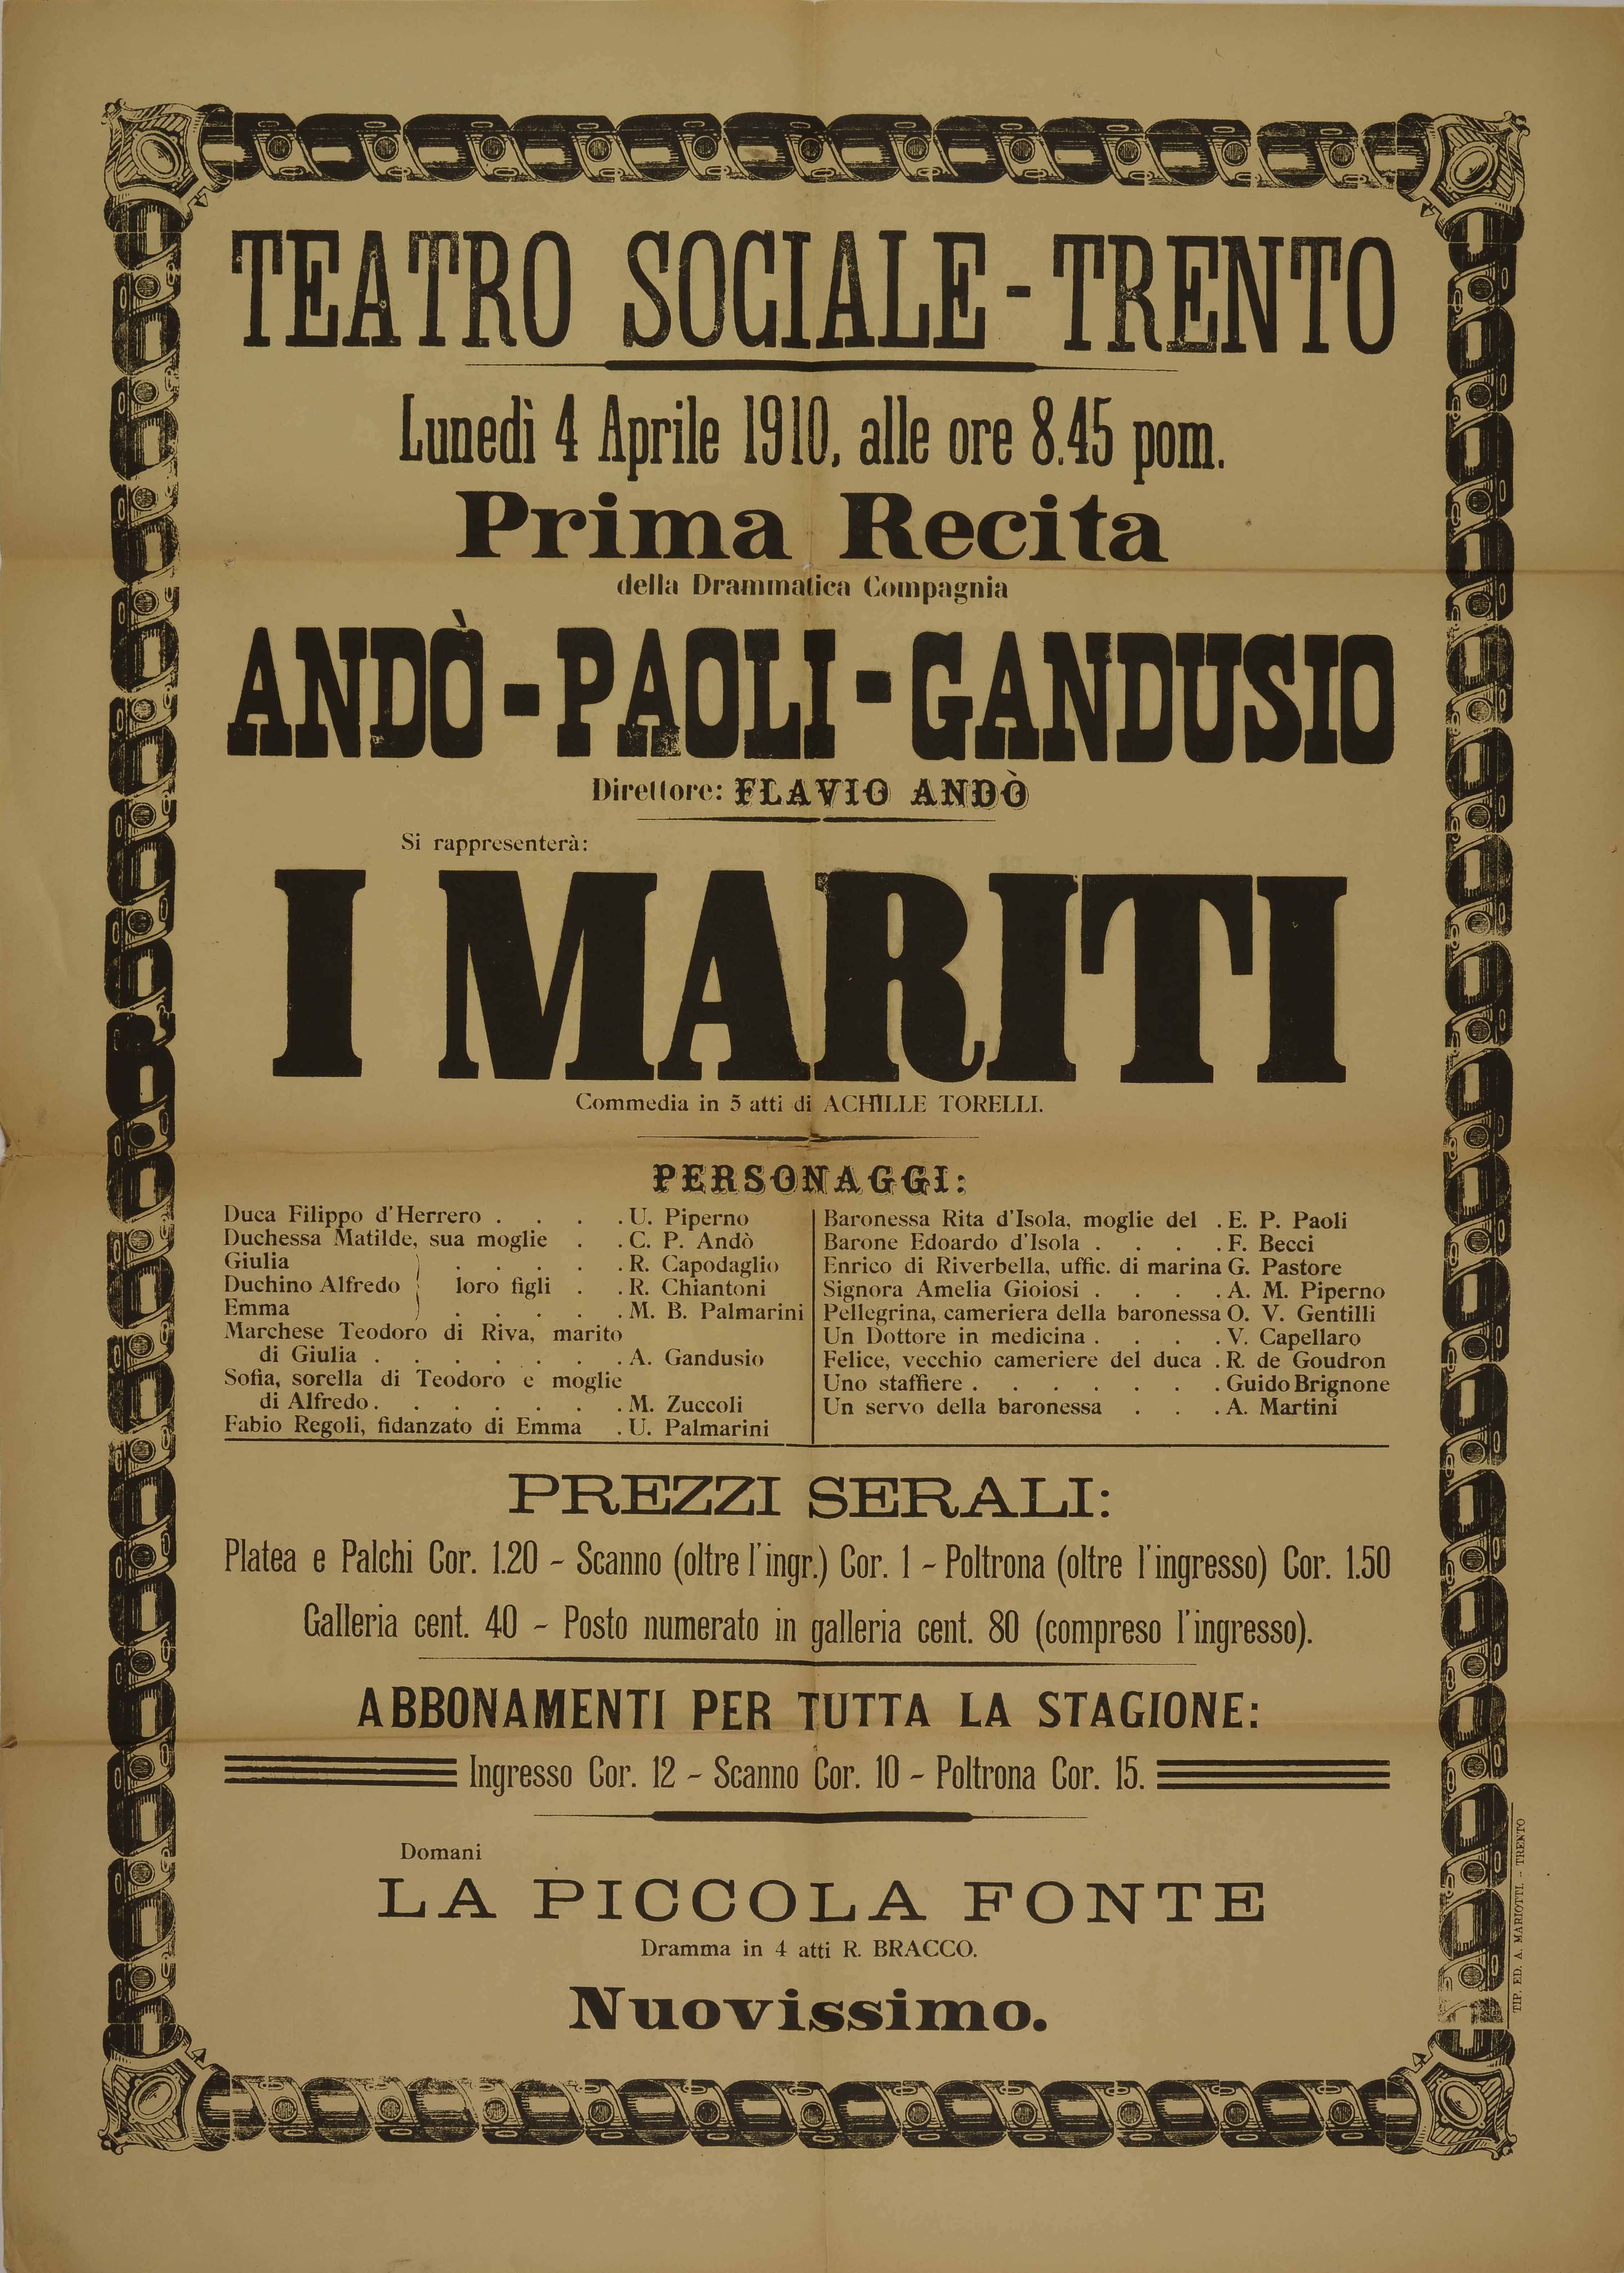 TEATRO SOCIALE - TRENTO
Lunedì 4 Aprile 1910, alle ore 8.45 pom.
Prima Recita
della Drammatica Compagnia
ANDÒ - PAOLI - GANDUSIO
Direttore: FLAVIO ANDÒ
Si rappresenterà:
I MARITI
Commedia in 5 atti di ACHILLE TORELLI.
PERSONAGGI:
Duca Filippo d'Herrero . . . . U. Piperno
Duchessa Matilde, sua moglie . . C. P. Andò
Giulia } . . . . . R. Capodaglio
Duchino Alfredo } loro figli . . R. Chiantoni
Emma } . . . . . M. B. Palmarini
Marchese Teodoro di Riva, marito
di Giulia . . . . . . . A. Gandusio
Sofia, sorella di Teodoro e moglie
di Alfredo . . . . . . . M. Zuccoli
Fabio Regoli, fidanzato di Emma . U. Palmarini
Baronessa Rita d'Isola, moglie del . E. P. Paoli
Barone Edoardo d'Isola . . . . F. Becci
Enrico di Riverbella, uffic. di marina G. Pastore
Signora Amelia Gioiosi . . . . A. M. Piperno
Pellegrina, cameriera della baronessa O. V. Gentilli
Un Dottore in medicina . . . . V. Capellaro
Felice, vecchio cameriere del duca . R. de Goudron
Uno staffiere . . . . . . . Guido Brignone
Un servo della baronessa . . . A. Martini
PREZZI SERALI:
Platea e Palchi Cor. 1.20 - Scanno (oltre l'ingr.) Cor. 1 - Poltrona (oltre l'ingresso) Cor. 1.50
Galleria cent. 40 - Posto numerato in galleria cent. 80 (compreso l'ingresso).
ABBONAMENTI PER TUTTA LA STAGIONE:
Ingresso Cor. 12 - Scanno Cor. 10 - Poltrona Cor. 15.
Domani
LA PICCOLA FONTE
Dramma in 4 atti R. BRACCO.
Nuovissimo.
TIP. ED. A. MARIOTTI. - TRENTO